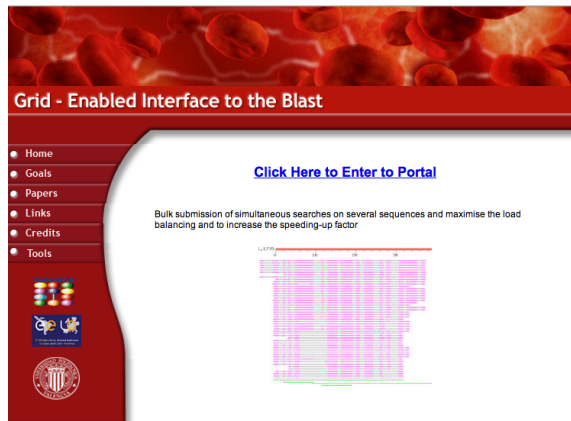 Grid - Enabled Interface to the Blast
Home
Goals
Papers
Links
Credits
Tools
Click Here to Enter to Portal
Bulk submission of simultaneous searches on several sequences and maximise the load
balancing and to increase the speeding-up factor